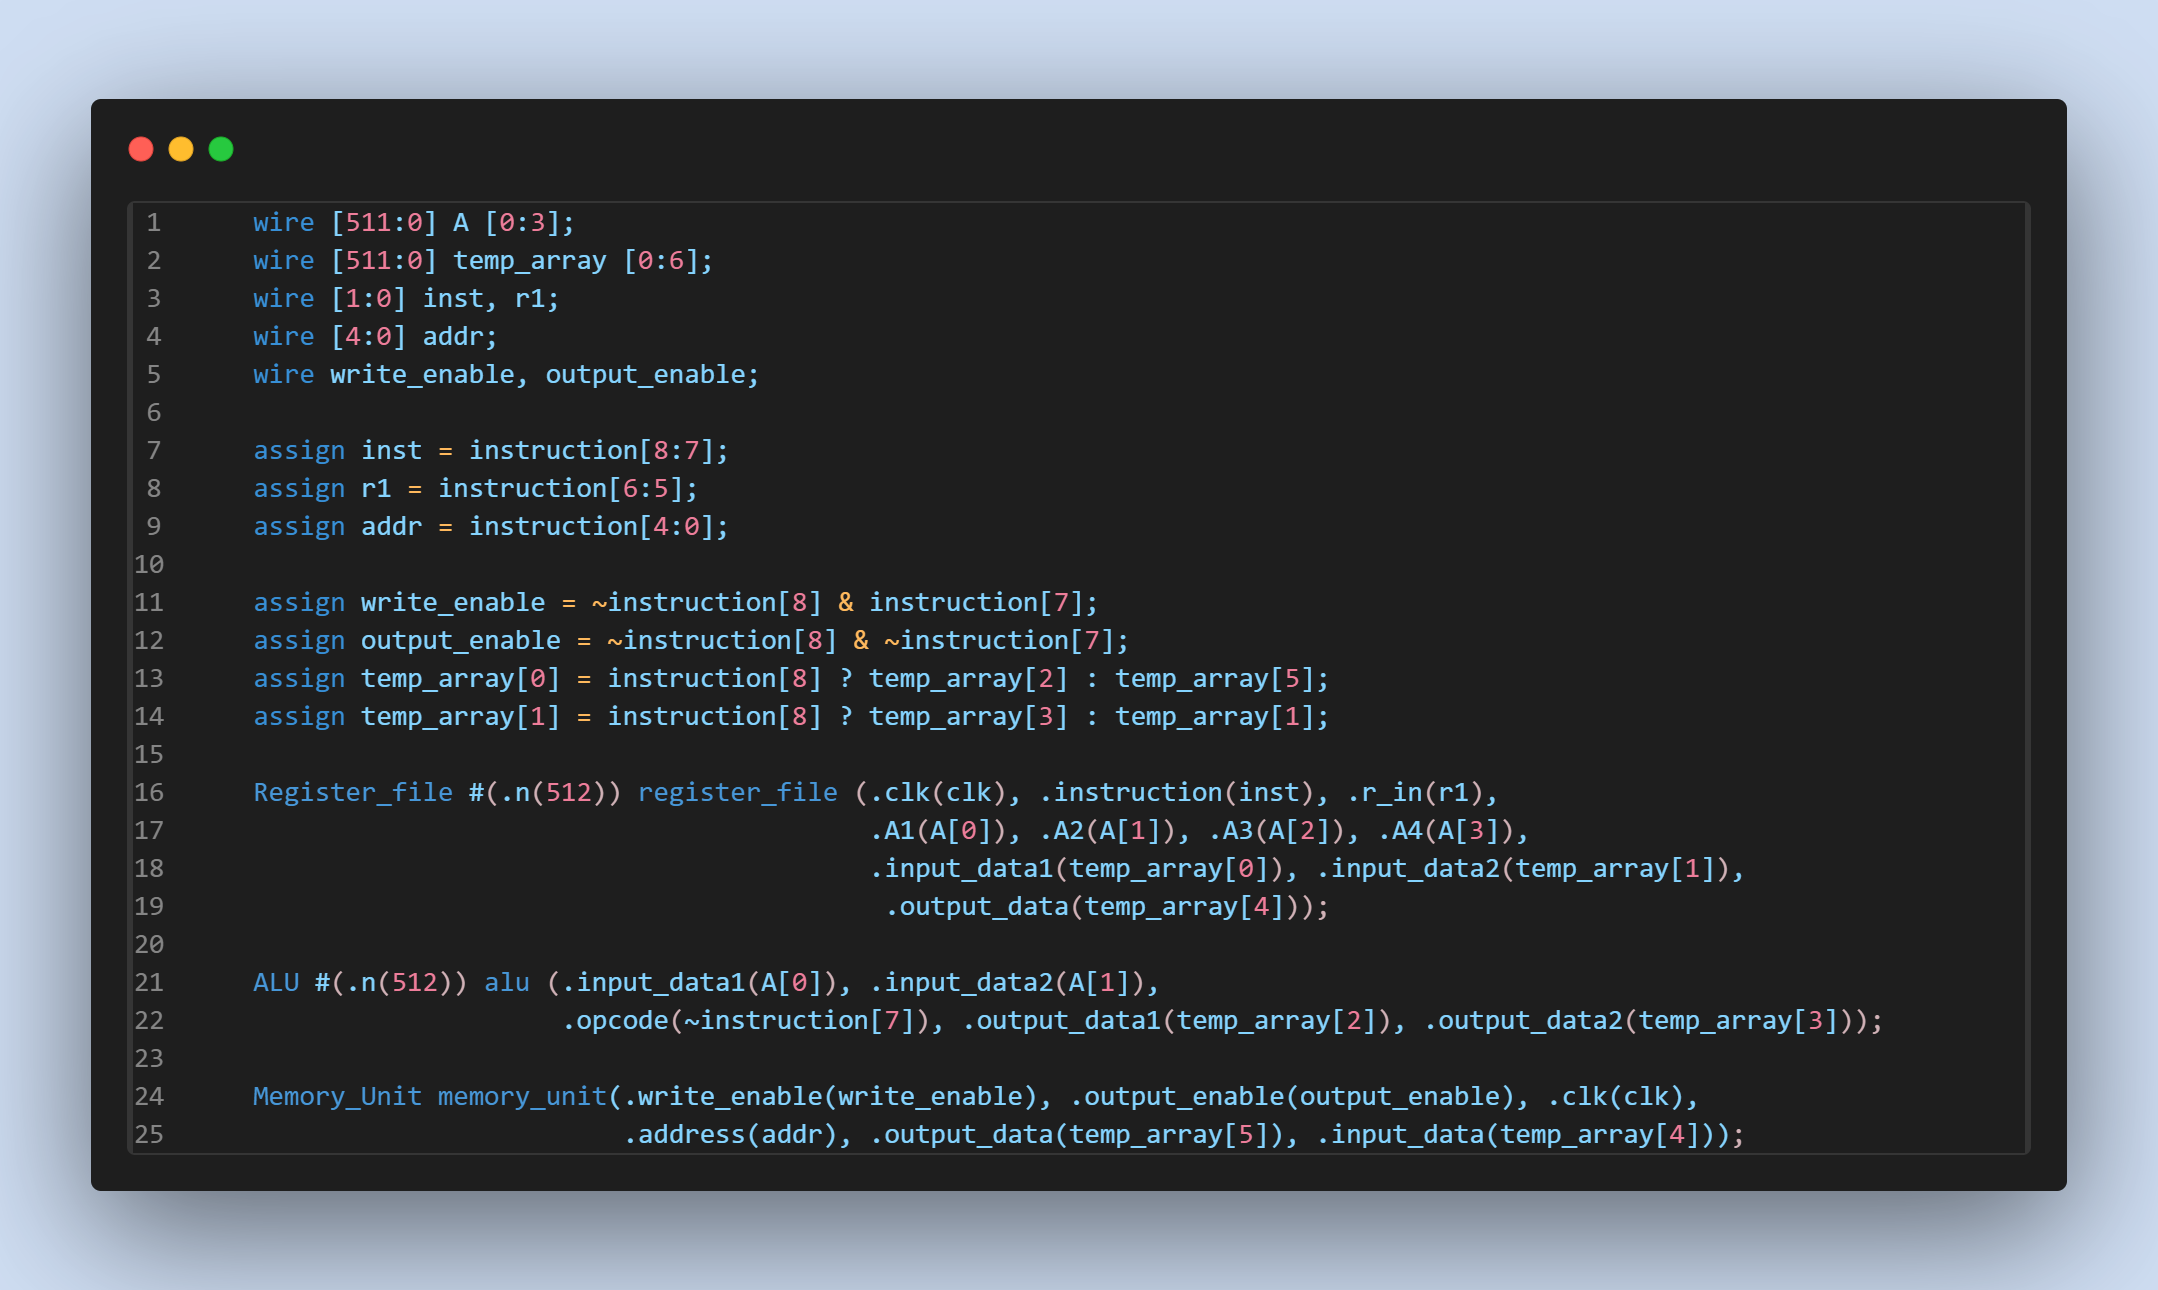 1 wire [511:0] A [0:3];
2 wire [511:0] temp_array [0:6];
3 wire [1:0] inst, r1;
4 wire [4:0] addr;
5 wire write_enable, output_enable;
6
7 assign inst = instruction[8:7];
8 assign r1 = instruction[6:5];
9 assign addr = instruction[4:0];
10
11 assign write_enable = ~instruction[8] & instruction[7];
12 assign output_enable = ~instruction[8] & ~instruction[7];
13 assign temp_array[0] = instruction[8] ? temp_array[2] : temp_array[5];
14 assign temp_array[1] = instruction[8] ? temp_array[3] : temp_array[1];
15
16 Register_file #(.n(512)) register_file (.clk(clk), .instruction(inst), .r_in(r1),
17 .A1(A[0]), .A2(A[1]), .A3(A[2]), .A4(A[3]),
18 .input_data1(temp_array[0]), .input_data2(temp_array[1]),
19 .output_data(temp_array[4]));
20
21 ALU #(.n(512)) alu (.input_data1(A[0]), .input_data2(A[1]),
22 .opcode(~instruction[7]), .output_data1(temp_array[2]), .output_data2(temp_array[3]));
23
24 Memory_Unit memory_unit(.write_enable(write_enable), .output_enable(output_enable), .clk(clk),
25 .address(addr), .output_data(temp_array[5]), .input_data(temp_array[4]));